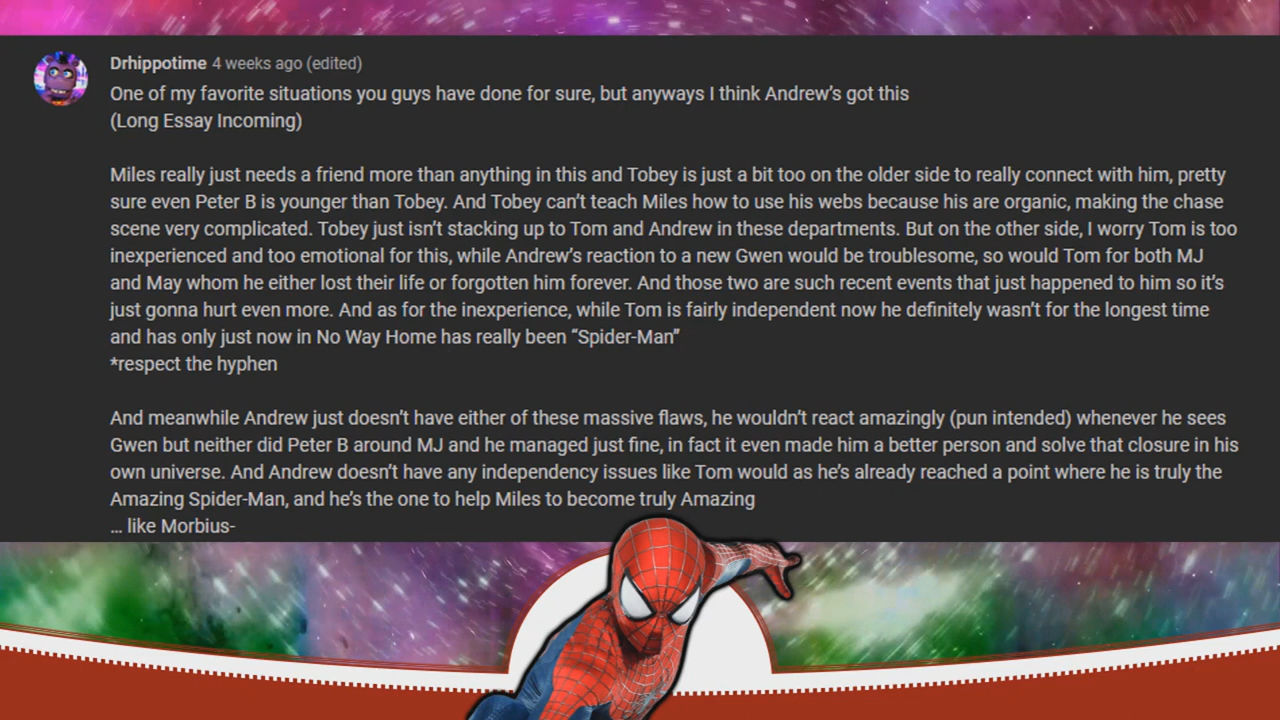 Drhippotime 4 weeks ago (edited)
One of my favorite situations you guys have done for sure, but anyways I think Andrew's got this
(Long Essay Incoming)
Miles really just needs a friend more than anything in this and Tobey is just a bit too on the older side to really connect with him, pretty
sure even Peter B is younger than Tobey. And Tobey can't teach Miles how to use his webs because his are organic, making the chase
scene very complicated. Tobey just isn't stacking up to Tom and Andrew in these departments. But on the other side, I worry Tom is too
inexperienced and too emotional for this, while Andrew's reaction to a new Gwen would be troublesome, so would Tom for both MJ
and May whom he either lost their life or forgotten him forever. And those two are such recent events that just happened to him so it's
just gonna hurt even more. And as for the inexperience, while Tom is fairly independent now he definitely wasn't for the longest time
and has only just now in No Way Home has really been “Spider-Man”
*respect the hyphen
And meanwhile Andrew just doesn't have either of these massive flaws, he wouldn't react amazingly (pun intended) whenever he sees
Gwen but neither did Peter B around MJ and he managed just fine, in fact it even made him a better person and solve that closure in his
own universe. And Andrew doesn't have any independency issues like Tom would as he's already reached a point where he is truly the
Amazing Spider-Man, and he's the one to help Miles to become truly Amazing
... like Morbius-